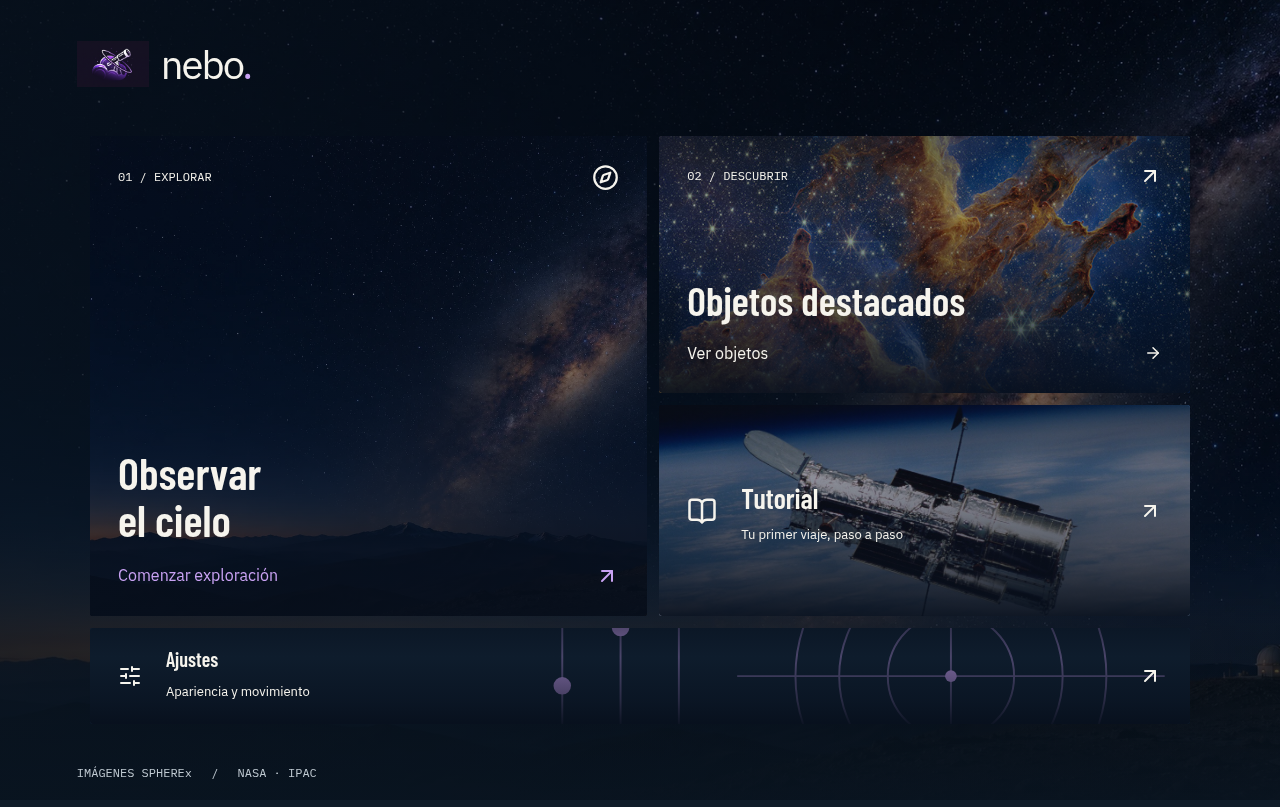 nebo.
01 / EXPLORAR
Observar
el cielo
Comenzar exploración
02 / DESCUBRIR
Objetos destacados
Ver objetos
Tutorial
Tu primer viaje, paso a paso
Ajustes
Apariencia y movimiento
IMÁGENES SPHEREx / NASA · IPAC